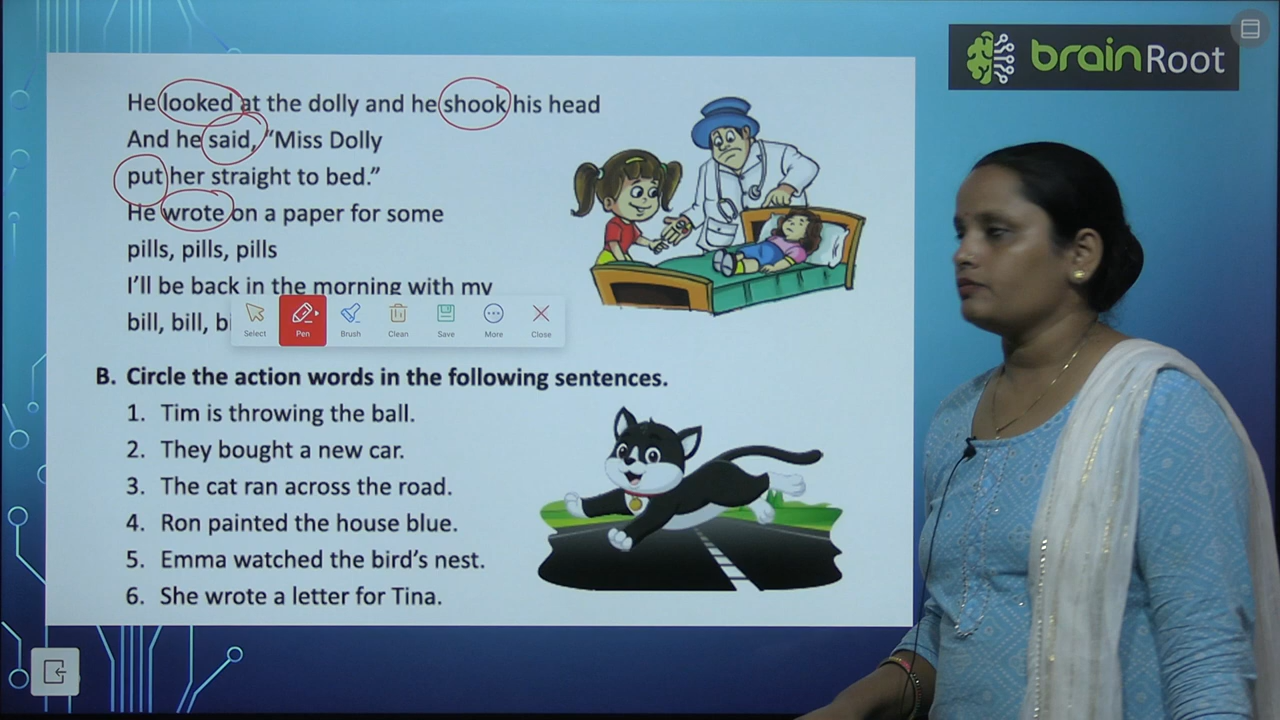 brainRoot
He looked at the dolly and he shook his head
And he said, “Miss Dolly
put her straight to bed.”
He wrote on a paper for some
pills, pills, pills
I’ll be back in the morning with my
bill, bill, b
Select Pen Brush Clean Save More Close
B. Circle the action words in the following sentences.
1. Tim is throwing the ball.
2. They bought a new car.
3. The cat ran across the road.
4. Ron painted the house blue.
5. Emma watched the bird’s nest.
6. She wrote a letter for Tina.